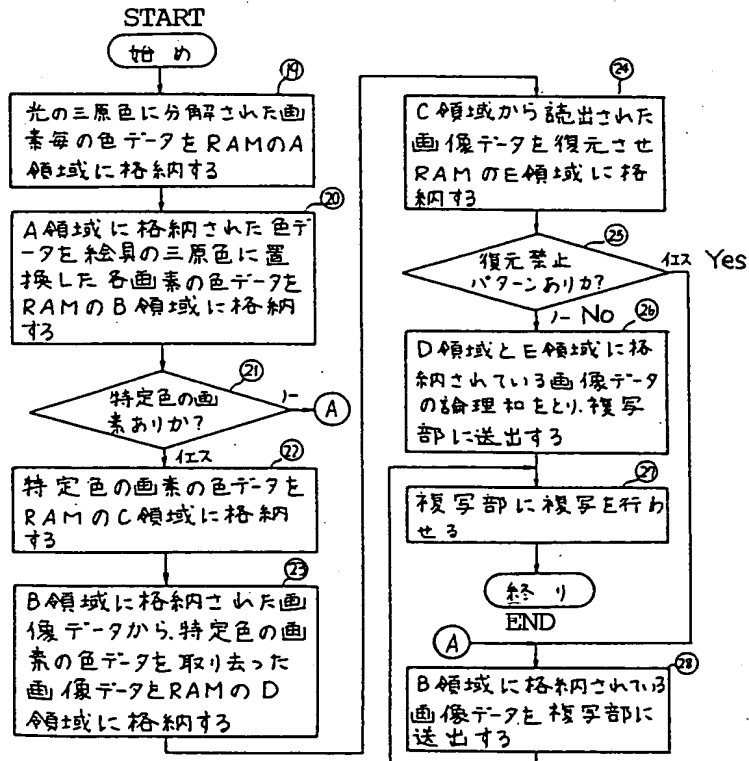 START
始め
19
光の三原色に分解された画
素毎の色データをRAMのA
領域に格納する
20
A領域に格納された色デ
ータを絵具の三原色に置
換した各画素の色データを
RAMのB領域に格納
する
21
特定色の画
素ありか?
ノー
A
イエス
22
特定色の画素の色データを
RAMのC領域に格納
する
23
B領域に格納された画
像データから、特定色の画
素の色データを取り去った
画像データをRAMのD
領域に格納する
24
C領域から読出された
画像データを復元させ
RAMのE領域に格
納する
25
復元禁止
パターンありか?
イエス Yes
ノー No
26
D領域とE領域に格
納されている画像データ
の論理和をとり、複写
部に送出する
27
複写部に複写を行わ
せる
終り
END
A
28
B領域に格納されている
画像データを複写部に
送出する